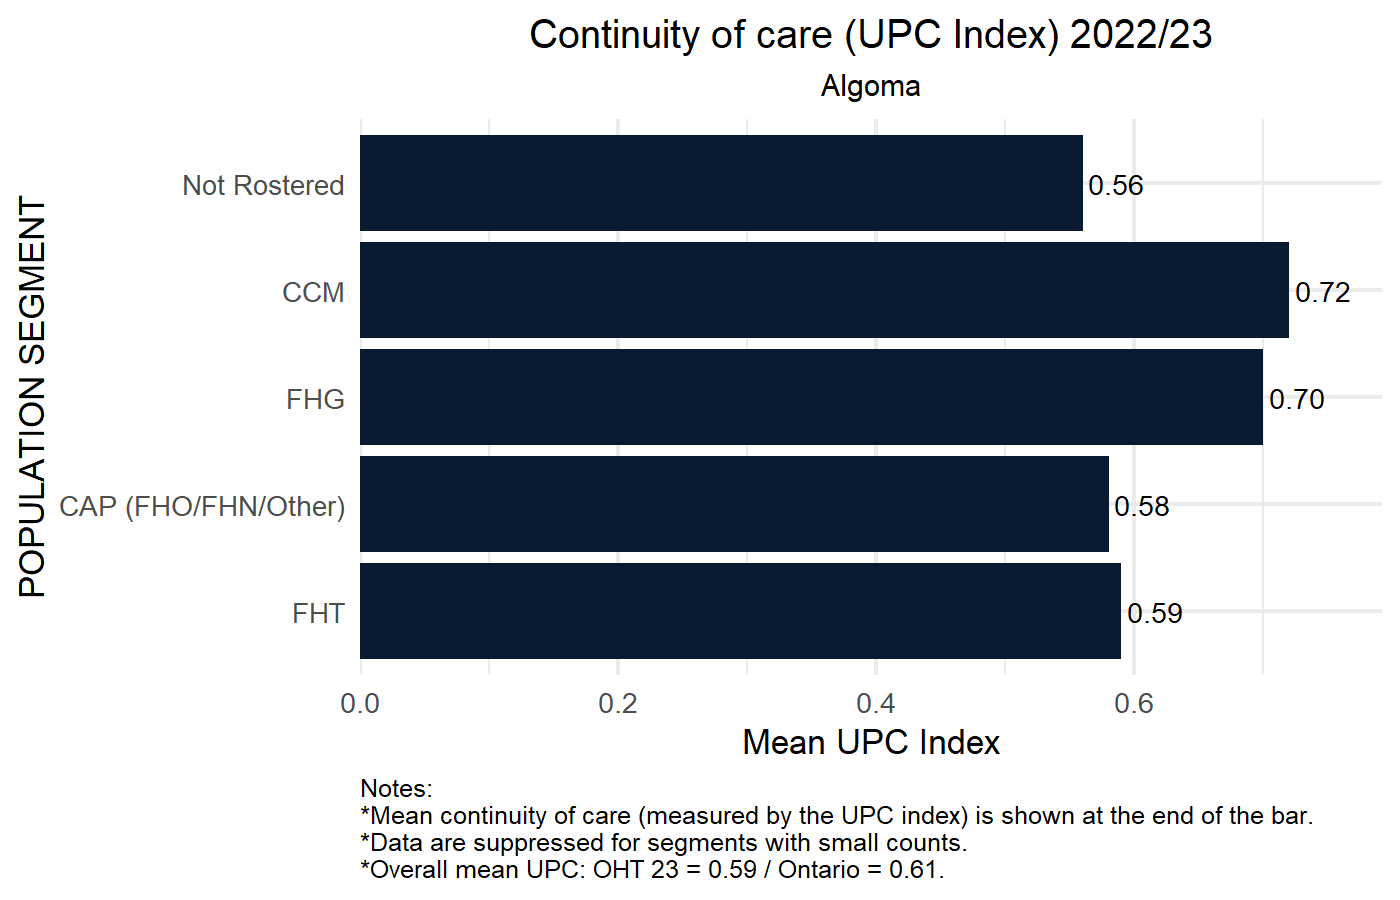 Continuity of care (UPC Index) 2022/23
Algoma
POPULATION SEGMENT
Not Rostered
0.56
CCM
0.72
FHG
0.70
CAP (FHO/FHN/Other)
0.58
FHT
0.59
0.0
0.2
0.4
0.6
Mean UPC Index
Notes:
*Mean continuity of care (measured by the UPC index) is shown at the end of the bar.
*Data are suppressed for segments with small counts.
*Overall mean UPC: OHT 23 = 0.59 / Ontario = 0.61.